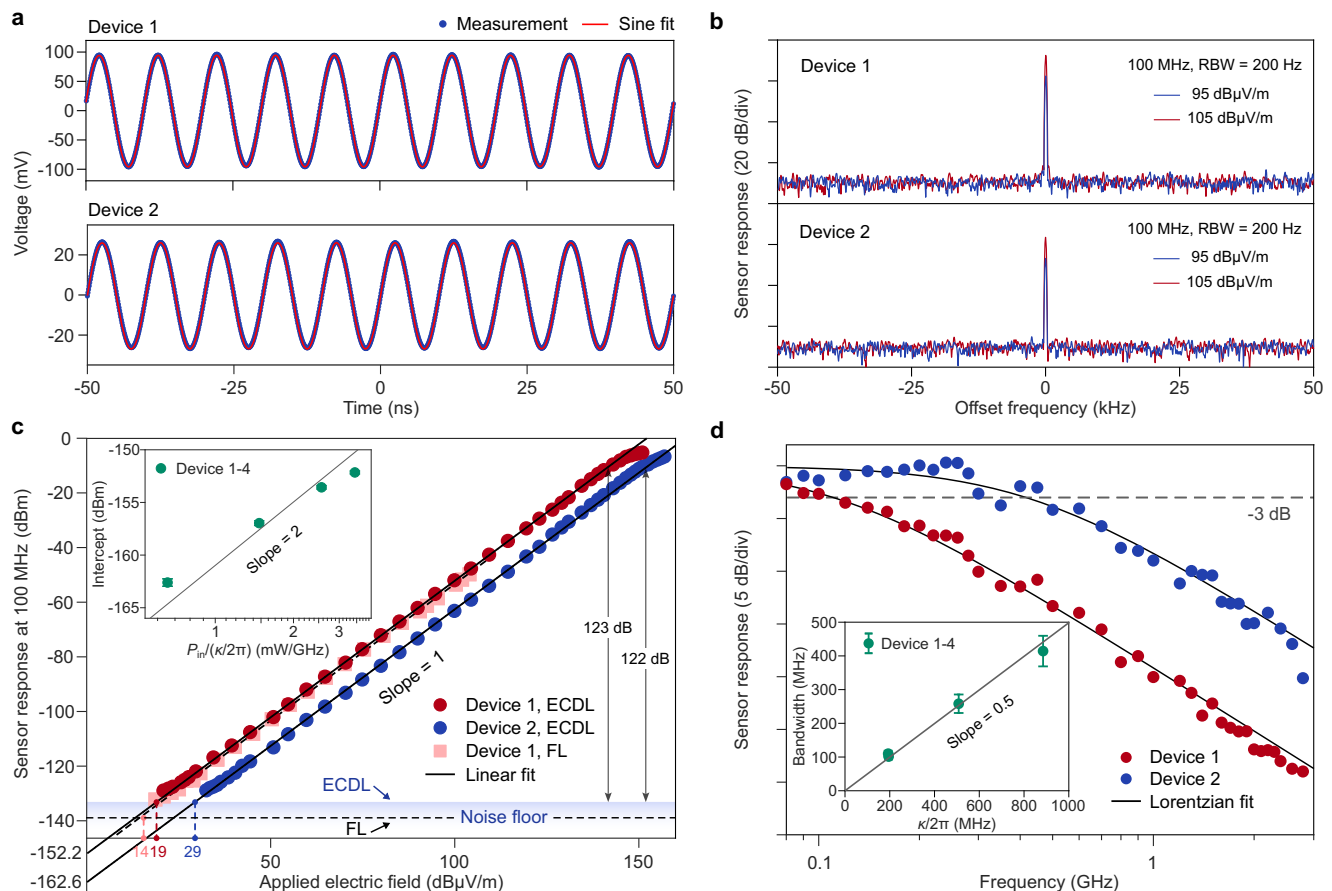 a
Device 1
Measurement
Sine fit
100
50
0
-50
-100
Device 2
20
0
-20
Voltage (mV)
-50
-25
0
25
50
Time (ns)
b
Device 1
100 MHz, RBW = 200 Hz
95 dBµV/m
105 dBµV/m
Device 2
100 MHz, RBW = 200 Hz
95 dBµV/m
105 dBµV/m
Sensor response (20 dB/div)
-50
-25
0
25
50
Offset frequency (kHz)
c
0
-20
-40
-60
-80
-100
-120
-140
-152.2
-162.6
Sensor response at 100 MHz (dBm)
-150
-155
-160
-165
Intercept (dBm)
Device 1-4
Slope = 2
1
2
3
P_in/(κ/2π) (mW/GHz)
123 dB
122 dB
Slope = 1
Device 1, ECDL
Device 2, ECDL
Device 1, FL
Linear fit
ECDL
Noise floor
FL
14
19
29
50
100
150
Applied electric field (dBµV/m)
d
-3 dB
Sensor response (5 dB/div)
500
400
300
200
100
0
Bandwidth (MHz)
Device 1-4
Slope = 0.5
0
200
400
600
800
1000
κ/2π (MHz)
Device 1
Device 2
Lorentzian fit
0.1
1
Frequency (GHz)